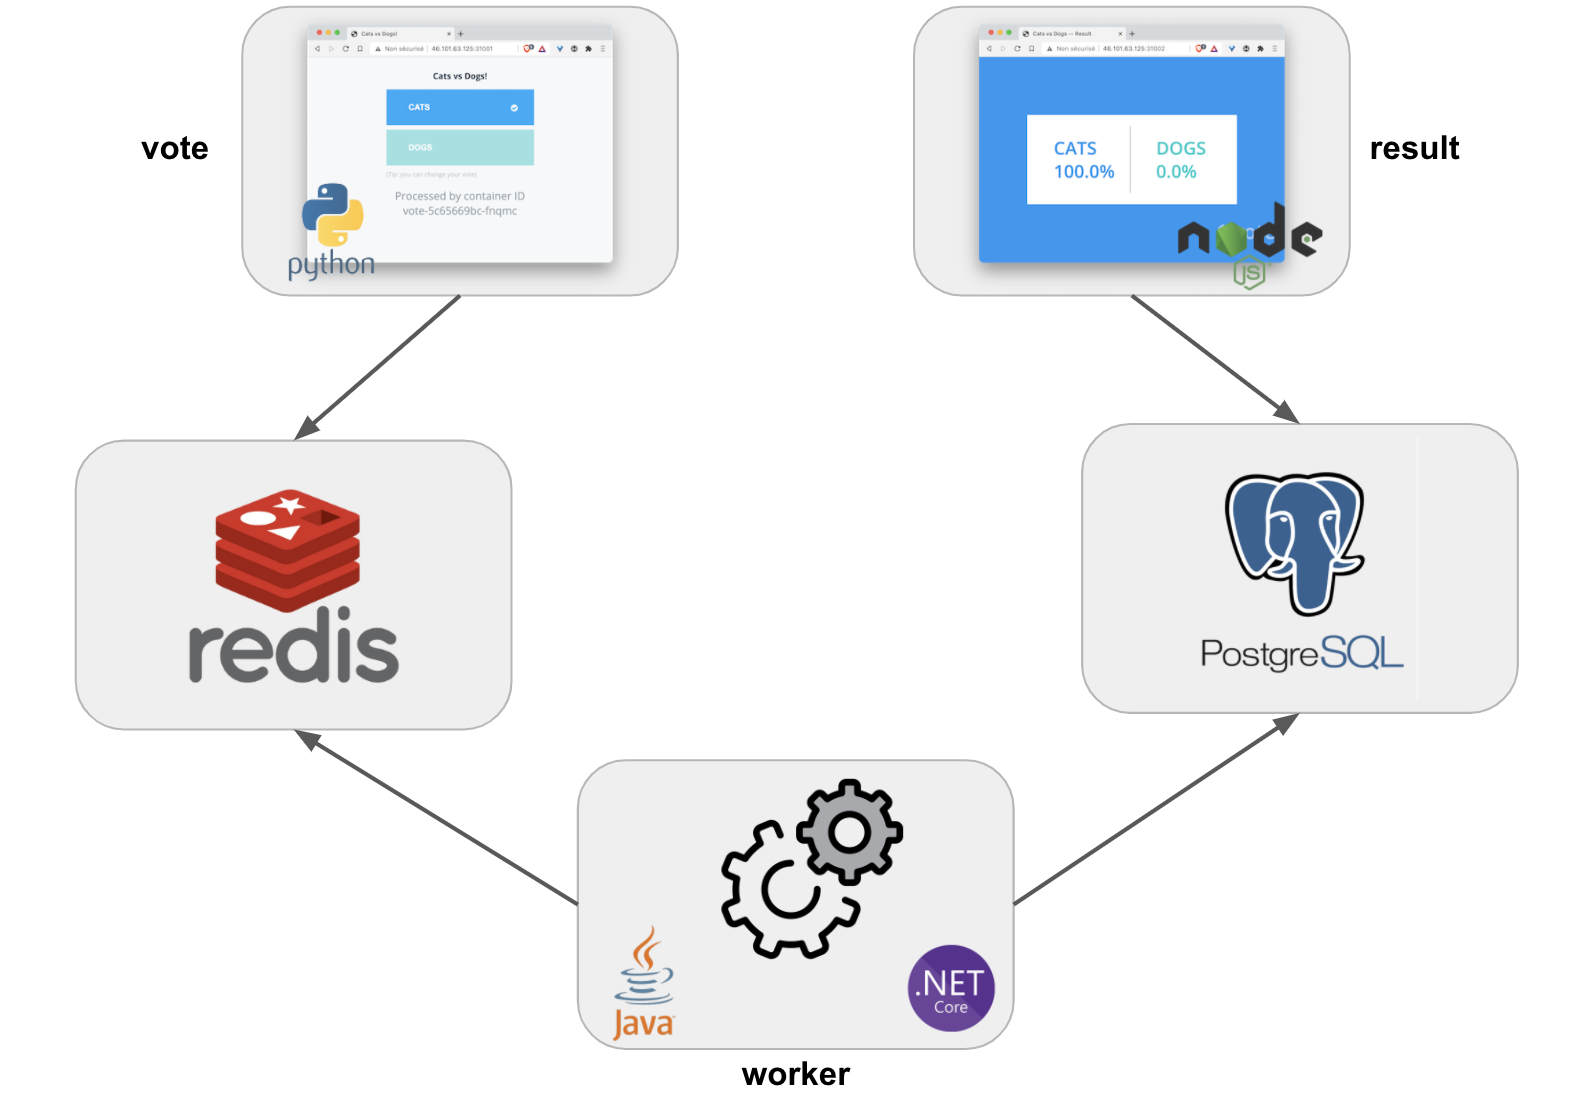 Cats vs Dogs!
Non sécurisé | 46.101.63.125:31001
Cats vs Dogs!
CATS
DOGS
(Tip: you can change your vote)
Processed by container ID
vote-5c65669bc-fnqmc
python
vote
Cats vs Dogs -- Result
Non sécurisé | 46.101.63.125:31002
CATS
100.0%
DOGS
0.0%
node
JS
result
redis
PostgreSQL
Java
.NET
Core
worker